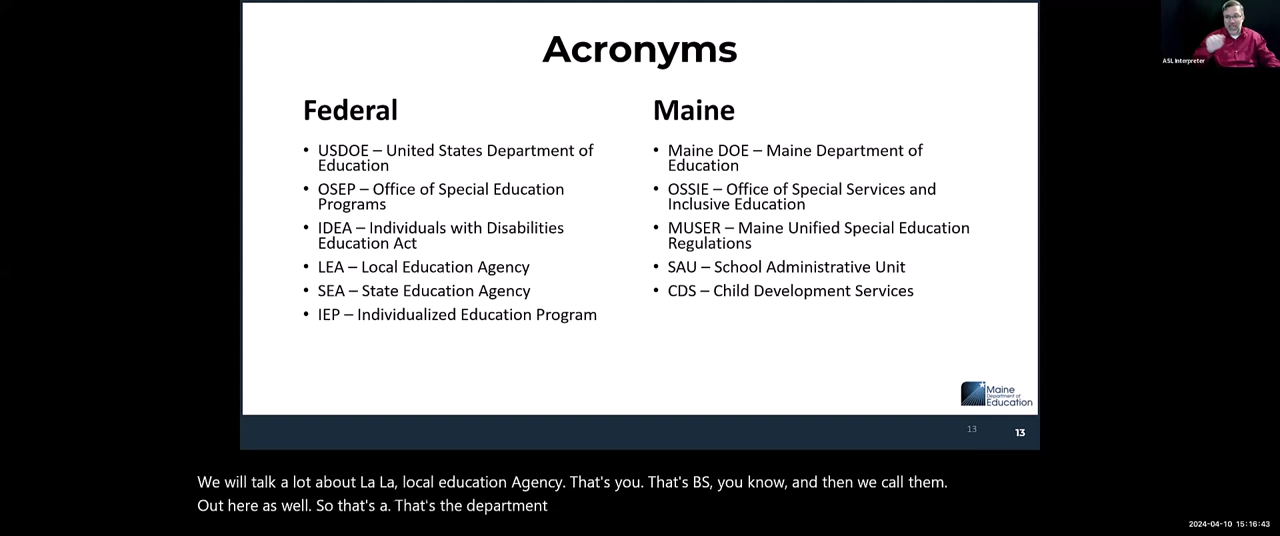 Acronyms
Federal
• USDOE – United States Department of
Education
• OSEP – Office of Special Education
Programs
• IDEA – Individuals with Disabilities
Education Act
• LEA – Local Education Agency
• SEA – State Education Agency
• IEP – Individualized Education Program
Maine
• Maine DOE – Maine Department of
Education
• OSSIE – Office of Special Services and
Inclusive Education
• MUSER – Maine Unified Special Education
Regulations
• SAU – School Administrative Unit
• CDS – Child Development Services
Maine
Department of
Education
13
13
ASL Interpreter
We will talk a lot about La La, local education Agency. That's you. That's BS, you know, and then we call them.
Out here as well. So that's a. That's the department
2024-04-10 15:16:43